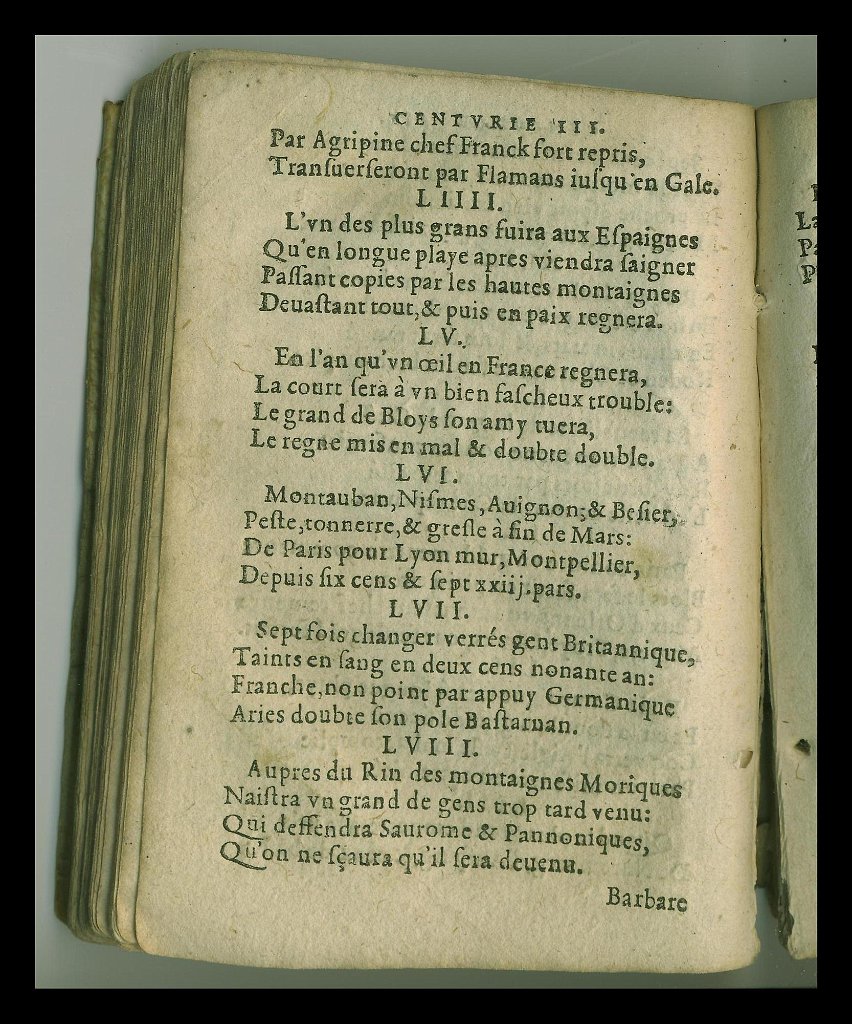 CENTVRIE III.
Par Agripine chef Franck fort repris,
Tranſuerſeront par Flamans iuſqu'en Gale.
LIIII.
L'vn des plus grans fuira aux Eſpaignes
Qu'en longue playe apres viendra ſaigner
Paſſant copies par les hautes montaignes
Deuaſtant tout,& puis en paix regnera.
LV.
En l'an qu'vn œil en France regnera,
La court ſera à vn bien faſcheux trouble:
Le grand de Bloys ſon amy tuera,
Le regne mis en mal & doubte double.
LVI.
Montauban,Niſmes,Auignon,& Beſier,
Peſte,tonnerre,& greſle à fin de Mars:
De Paris pour Lyon mur,Montpellier,
Depuis ſix cens & ſept xxiij.pars.
LVII.
Sept fois changer verrés gent Britannique,
Taints en ſang en deux cens nonante an:
Franche,non point par appuy Germanique
Aries doubte ſon pole Baſtarnan.
LVIII.
Aupres du Rin des montaignes Moriques
Naiſtra vn grand de gens trop tard venu:
Qui deffendra Saurome & Pannoniques,
Qu'on ne ſçaura qu'il ſera deuenu.
Barbare
La
Pa
P